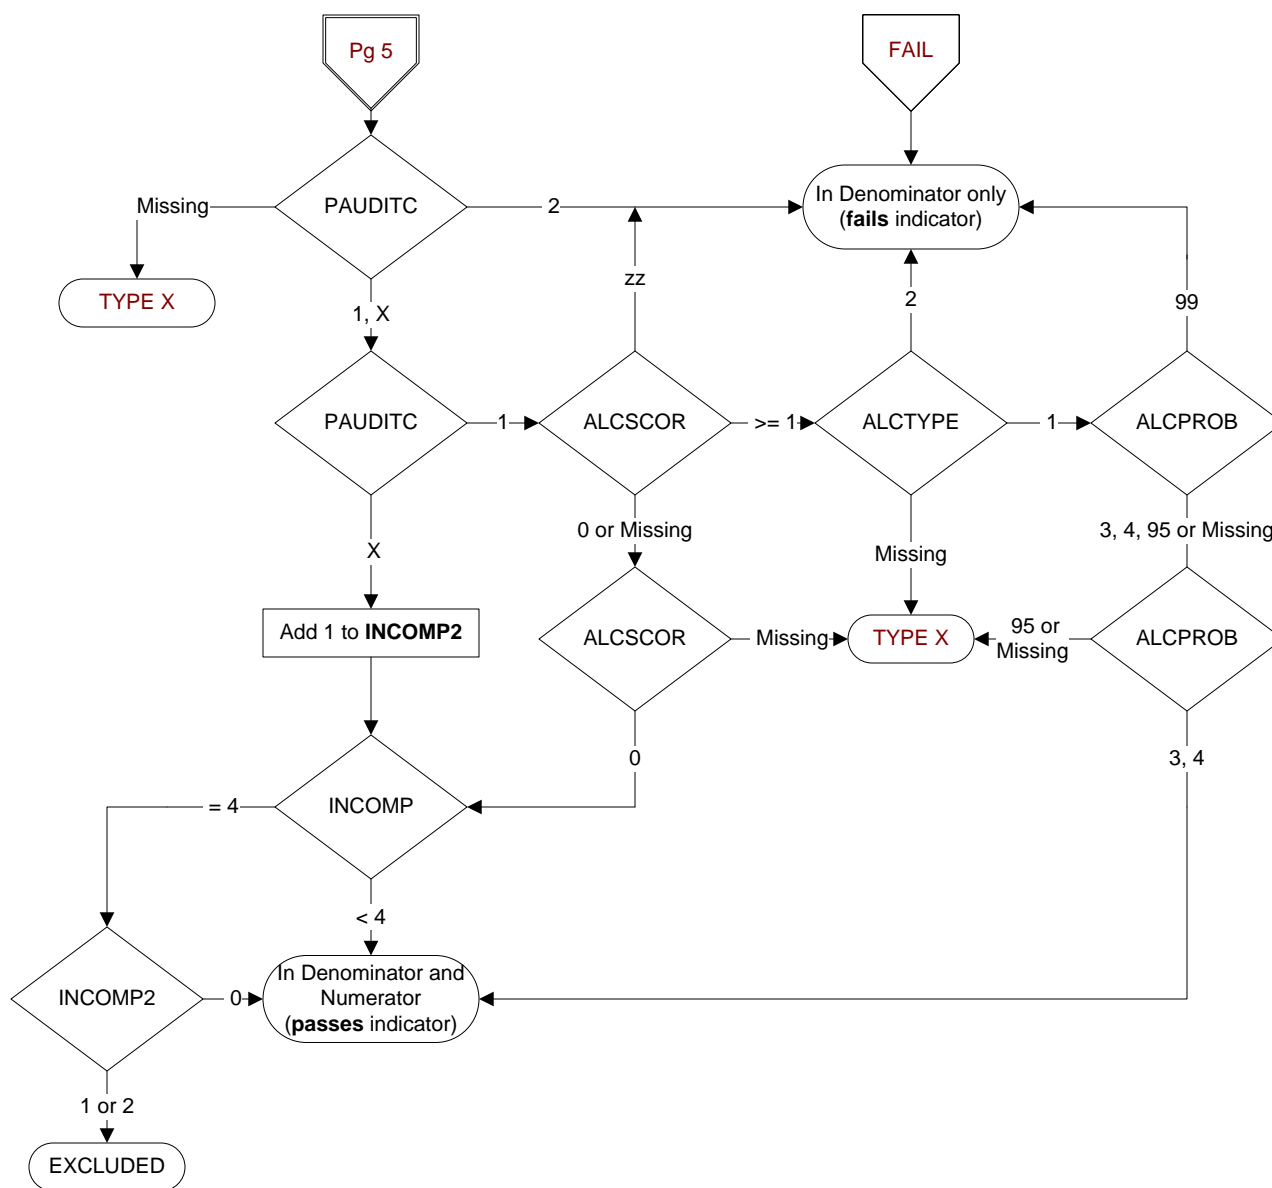 Pg 5
FAIL
Missing
PAUDITC
2
In Denominator only
(fails indicator)
TYPE X
zz
2
99
1, X
PAUDITC
1
ALCSCOR
>= 1
ALCTYPE
1
ALCPROB
0 or Missing
3, 4, 95 or Missing
X
Missing
Add 1 to INCOMP2
ALCSCOR
Missing
TYPE X
95 or
Missing
ALCPROB
0
3, 4
= 4
INCOMP
< 4
INCOMP2
0
In Denominator and
Numerator
(passes indicator)
1 or 2
EXCLUDED